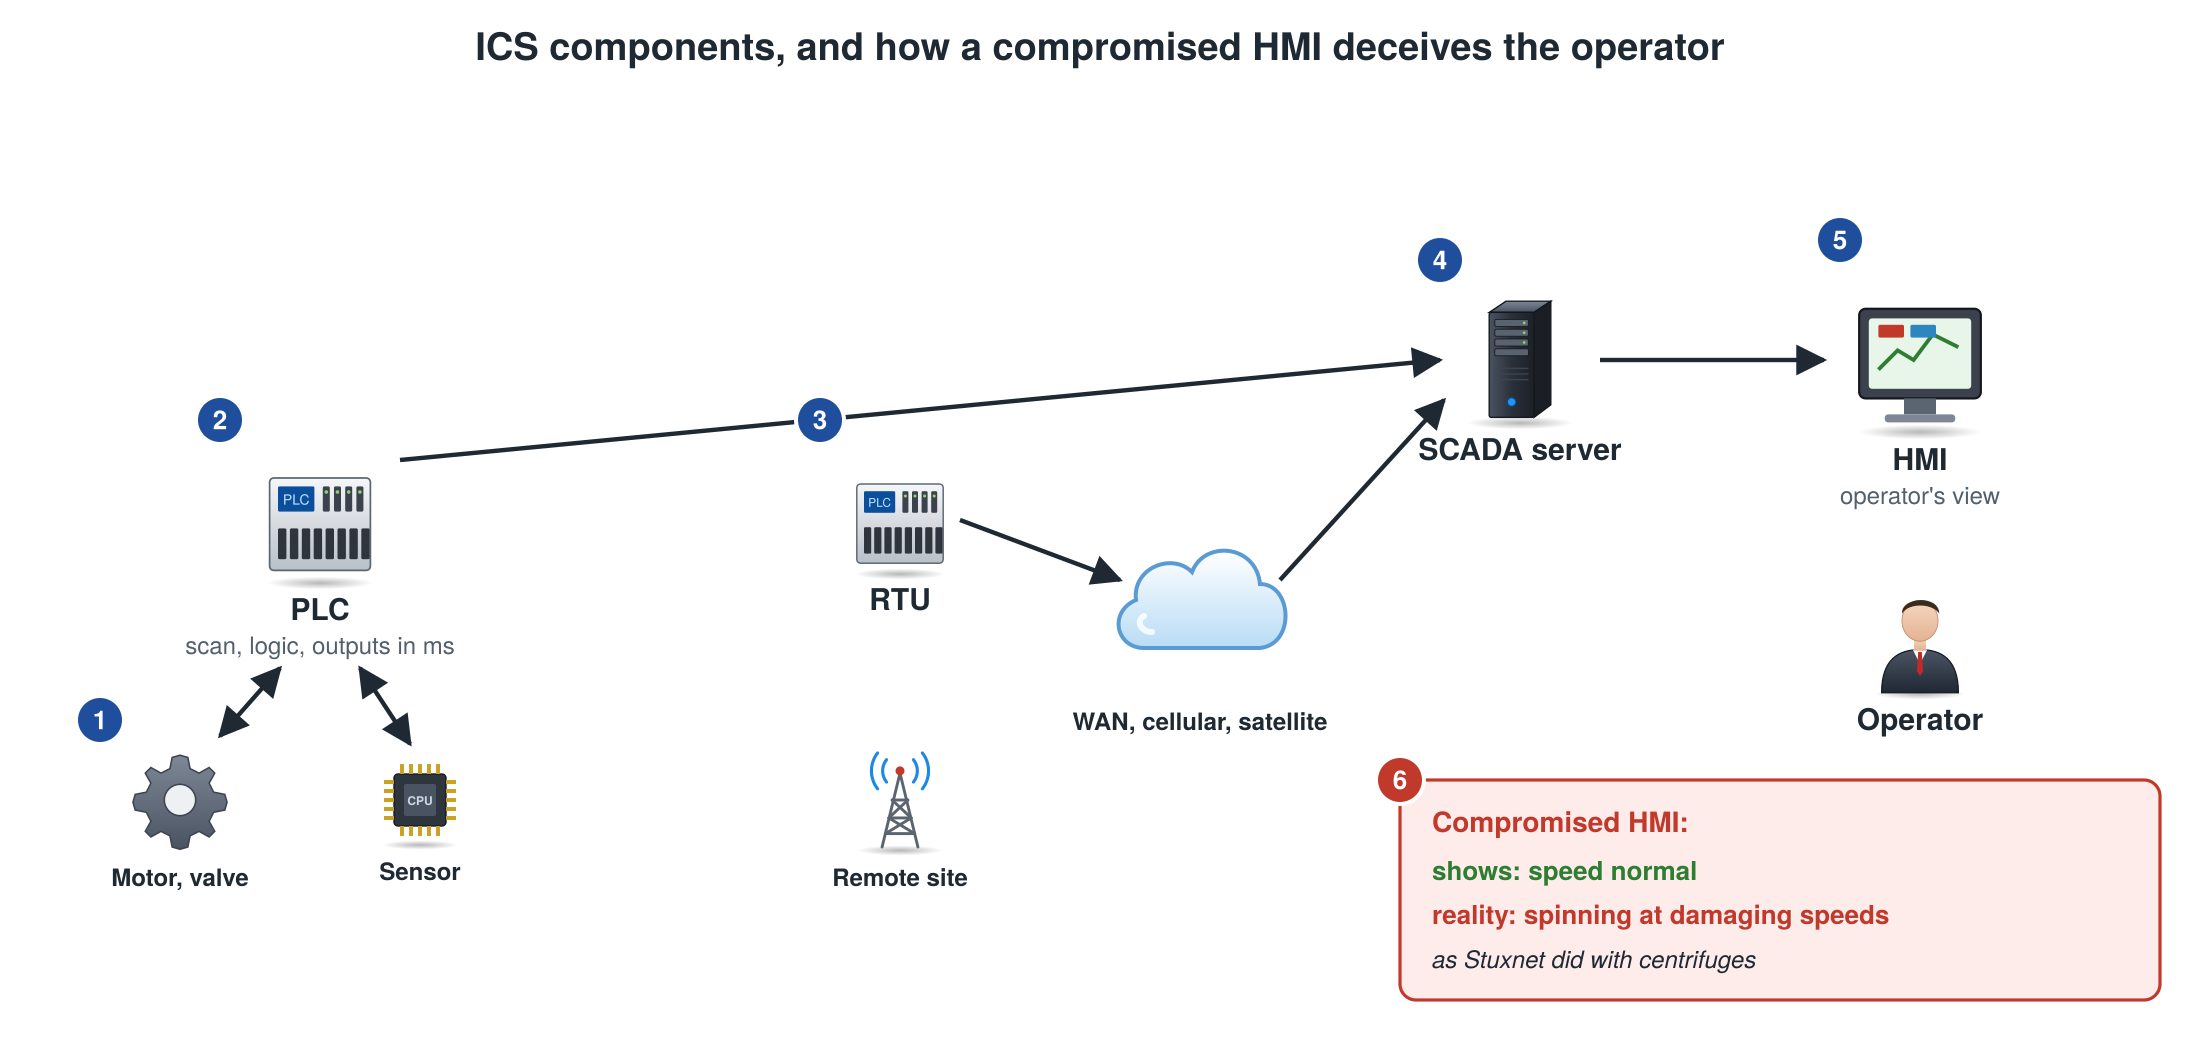 ICS components, and how a compromised HMI deceives the operator
5
4
2
3
SCADA server
HMI
operator's view
PLC
PLC
PLC
scan, logic, outputs in ms
RTU
1
WAN, cellular, satellite
Operator
CPU
Motor, valve
Sensor
Remote site
6
Compromised HMI:
shows: speed normal
reality: spinning at damaging speeds
as Stuxnet did with centrifuges